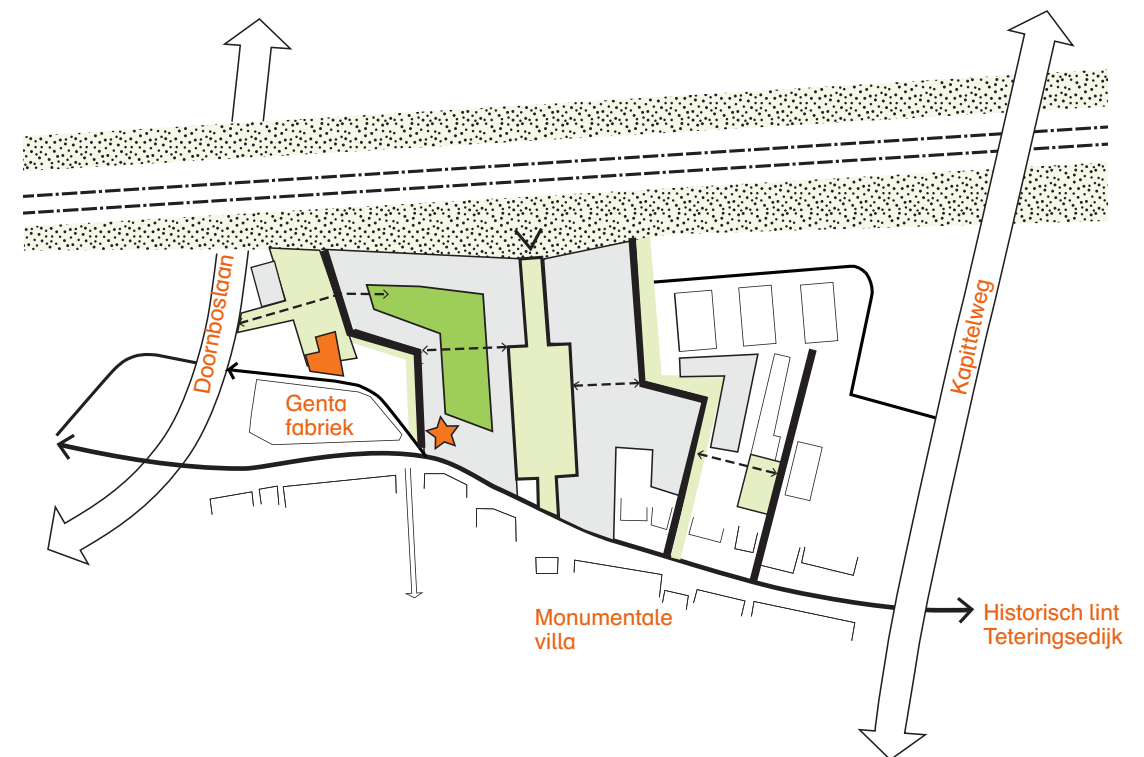 Doornboslaan
Kapittelweg
Genta
fabriek
Monumentale
villa
Historisch lint
Teteringsedijk